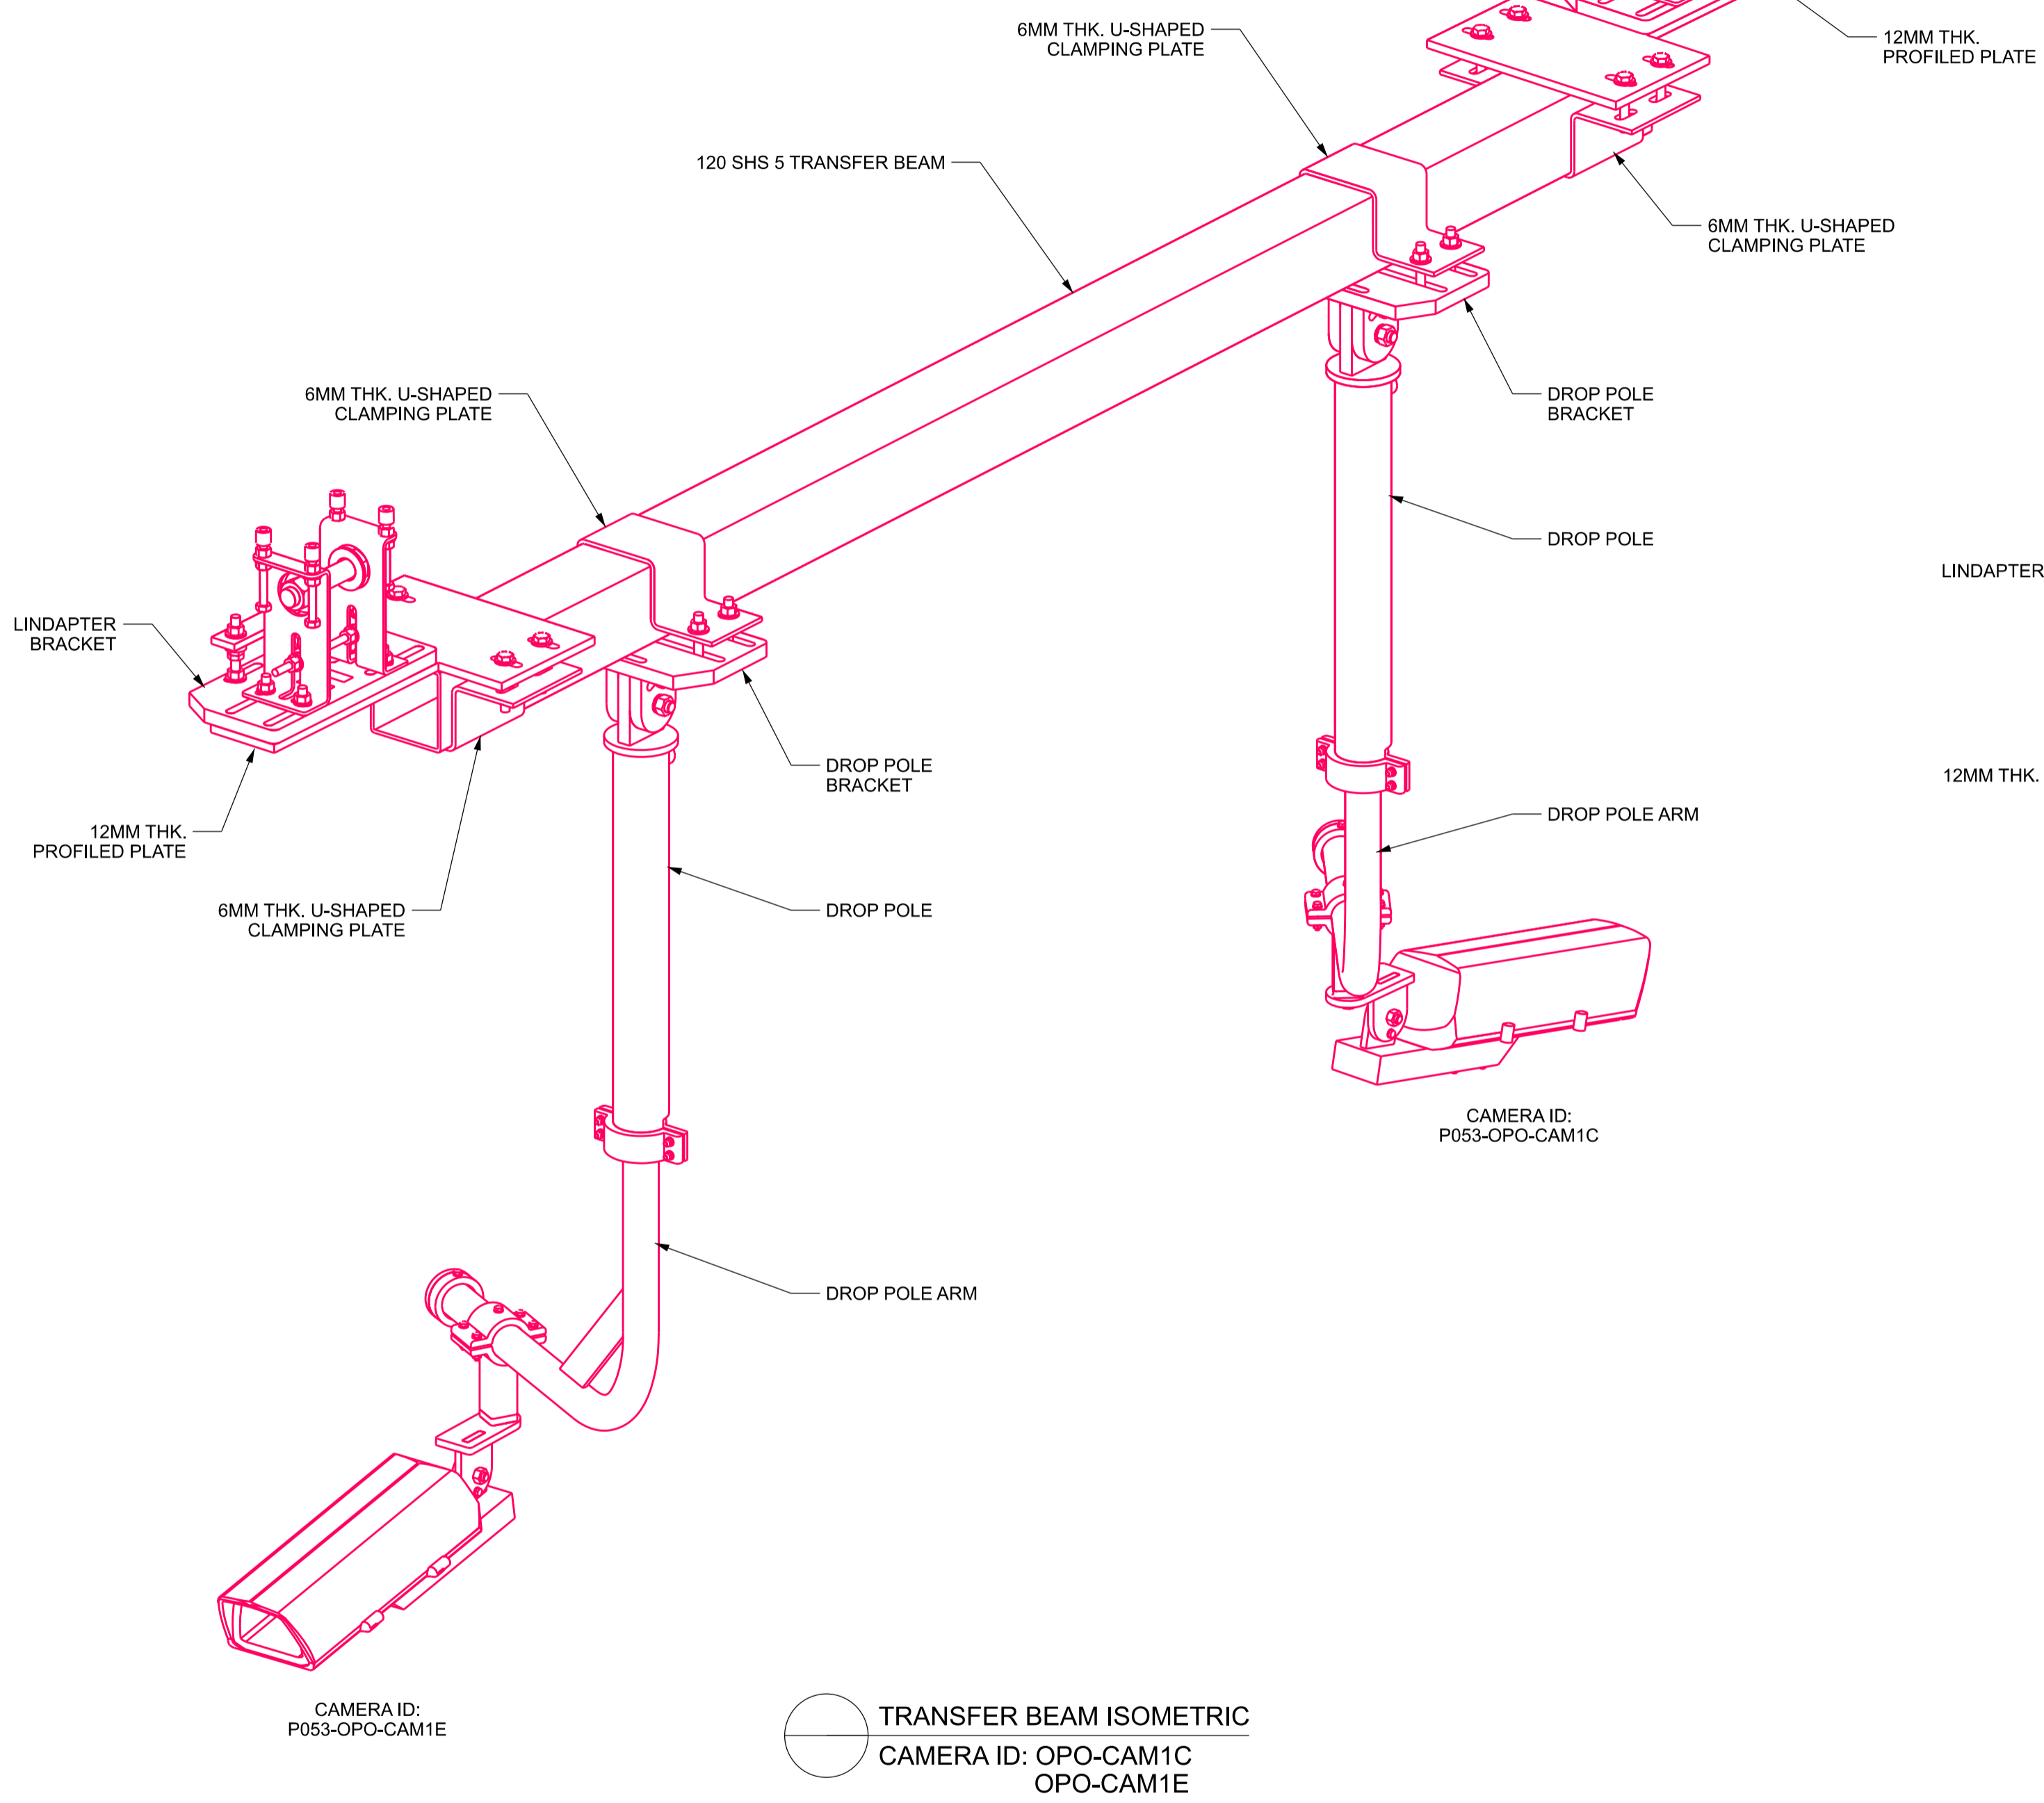 6MM THK. U-SHAPED
CLAMPING PLATE
12MM THK.
PROFILED PLATE
120 SHS 5 TRANSFER BEAM
6MM THK. U-SHAPED
CLAMPING PLATE
6MM THK. U-SHAPED
CLAMPING PLATE
DROP POLE
BRACKET
DROP POLE
LINDAPTER
LINDAPTER
BRACKET
DROP POLE
BRACKET
12MM THK.
12MM THK.
PROFILED PLATE
DROP POLE ARM
6MM THK. U-SHAPED
CLAMPING PLATE
DROP POLE
CAMERA ID:
P053-OPO-CAM1C
DROP POLE ARM
CAMERA ID:
P053-OPO-CAM1E
TRANSFER BEAM ISOMETRIC
CAMERA ID: OPO-CAM1C
OPO-CAM1E